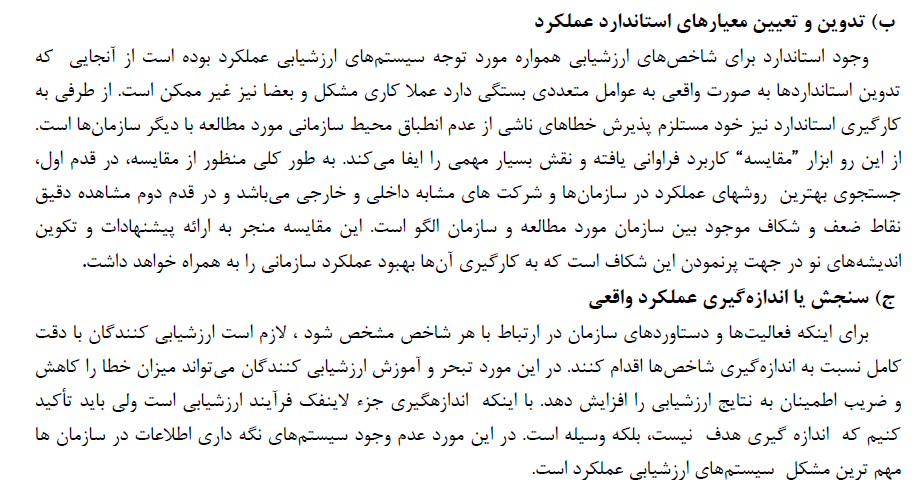 ب) تدوین و تعیین معیارهای استاندارد عملکرد
وجود استاندارد برای شاخص‌های ارزشیابی همواره مورد توجه سیستم‌های ارزشیابی عملکرد بوده است از آنجایی که
تدوین استانداردها به صورت واقعی به عوامل متعددی بستگی دارد عملا کاری مشکل و بعضا نیز غیر ممکن است. از طرفی به
کارگیری استاندارد نیز خود مستلزم پذیرش خطاهای ناشی از عدم انطباق محیط سازمانی مورد مطالعه با دیگر سازمان‌ها است.
از این رو ابزار ”مقایسه“ کاربرد فراوانی یافته و نقش بسیار مهمی را ایفا می‌کند. به طور کلی منظور از مقایسه، در قدم اول،
جستجوی بهترین روشهای عملکرد در سازمان‌ها و شرکت های مشابه داخلی و خارجی می‌باشد و در قدم دوم مشاهده دقیق
نقاط ضعف و شکاف موجود بین سازمان مورد مطالعه و سازمان الگو است. این مقایسه منجر به ارائه پیشنهادات و تکوین
اندیشه‌های نو در جهت پرنمودن این شکاف است که به کارگیری آن‌ها بهبود عملکرد سازمانی را به همراه خواهد داشت.
ج) سنجش یا اندازه‌گیری عملکرد واقعی
برای اینکه فعالیت‌ها و دستاوردهای سازمان در ارتباط با هر شاخص مشخص شود ، لازم است ارزشیابی کنندگان با دقت
کامل نسبت به اندازه‌گیری شاخص‌ها اقدام کنند. در این مورد تبحر و آموزش ارزشیابی کنندگان می‌تواند میزان خطا را کاهش
و ضریب اطمینان به نتایج ارزشیابی را افزایش دهد. با اینکه اندازهگیری جزء لاینفک فرآیند ارزشیابی است ولی باید تأکید
کنیم که اندازه گیری هدف نیست، بلکه وسیله است. در این مورد عدم وجود سیستم‌های نگه داری اطلاعات در سازمان ها
مهم ترین مشکل سیستم‌های ارزشیابی عملکرد است.